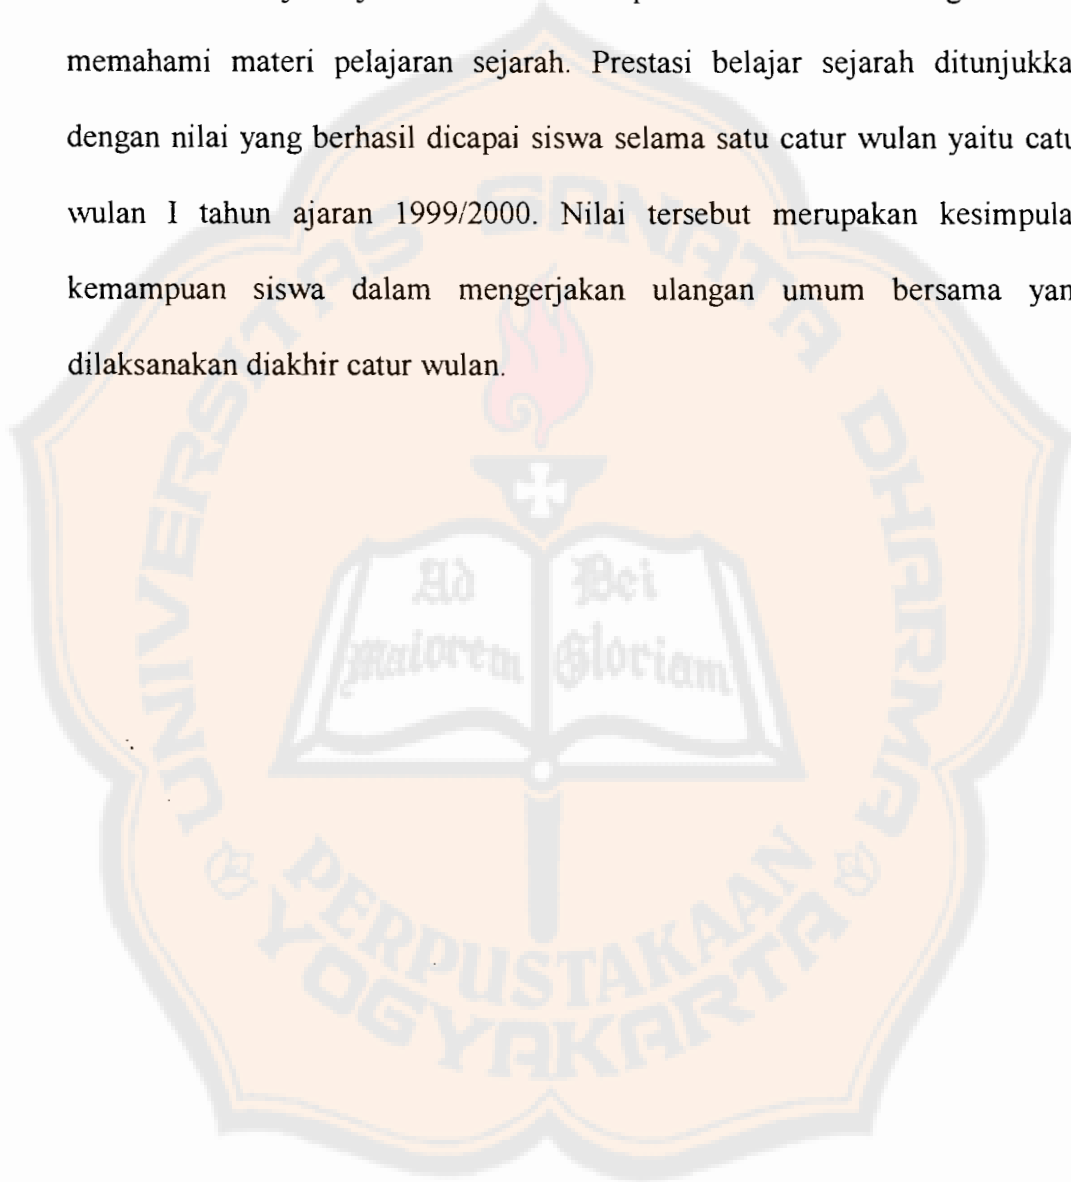 memahami materi pelajaran sejarah. Prestasi belajar sejarah ditunjukka
dengan nilai yang berhasil dicapai siswa selama satu catur wulan yaitu catu
wulan I tahun ajaran 1999/2000. Nilai tersebut merupakan kesimpula
kemampuan siswa dalam mengerjakan ulangan umum bersama yan
dilaksanakan diakhir catur wulan.
UNIVERSITAS SANATA DHARMA
Ad Dei
Maiorem Gloriam
PERPUSTAKAAN
YOGYAKARTA